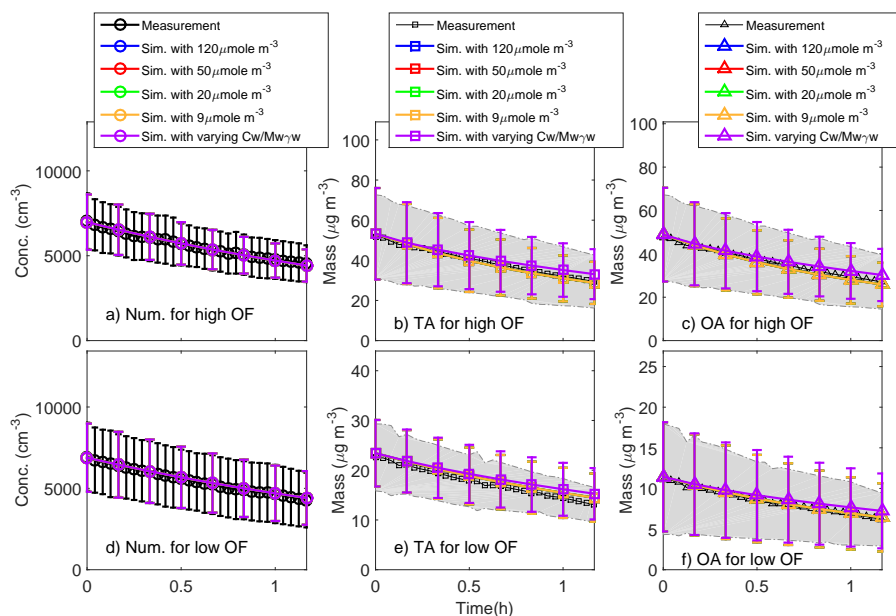 Measurement
Sim. with 120μmole m⁻³
Sim. with 50μmole m⁻³
Sim. with 20μmole m⁻³
Sim. with 9μmole m⁻³
Sim with varying Cw/Mwγw
Measurement
Sim. with 120μmole m⁻³
Sim. with 50μmole m⁻³
Sim. with 20μmole m⁻³
Sim. with 9μmole m⁻³
Sim with varying Cw/Mwγw
Measurement
Sim. with 120μmole m⁻³
Sim. with 50μmole m⁻³
Sim. with 20μmole m⁻³
Sim. with 9μmole m⁻³
Sim. varying Cw/Mwγw
Conc. (cm⁻³)
10000
5000
0
a) Num. for high OF
Mass (μg m⁻³)
100
80
60
40
20
0
b) TA for high OF
Mass (μg m⁻³)
100
80
60
40
20
0
c) OA for high OF
Conc. (cm⁻³)
10000
5000
0
d) Num. for low OF
0
0.5
1
Mass (μg m⁻³)
40
30
20
10
0
e) TA for low OF
0
0.5
1
Time(h)
Mass (μg m⁻³)
25
20
15
10
5
0
f) OA for low OF
0
0.5
1